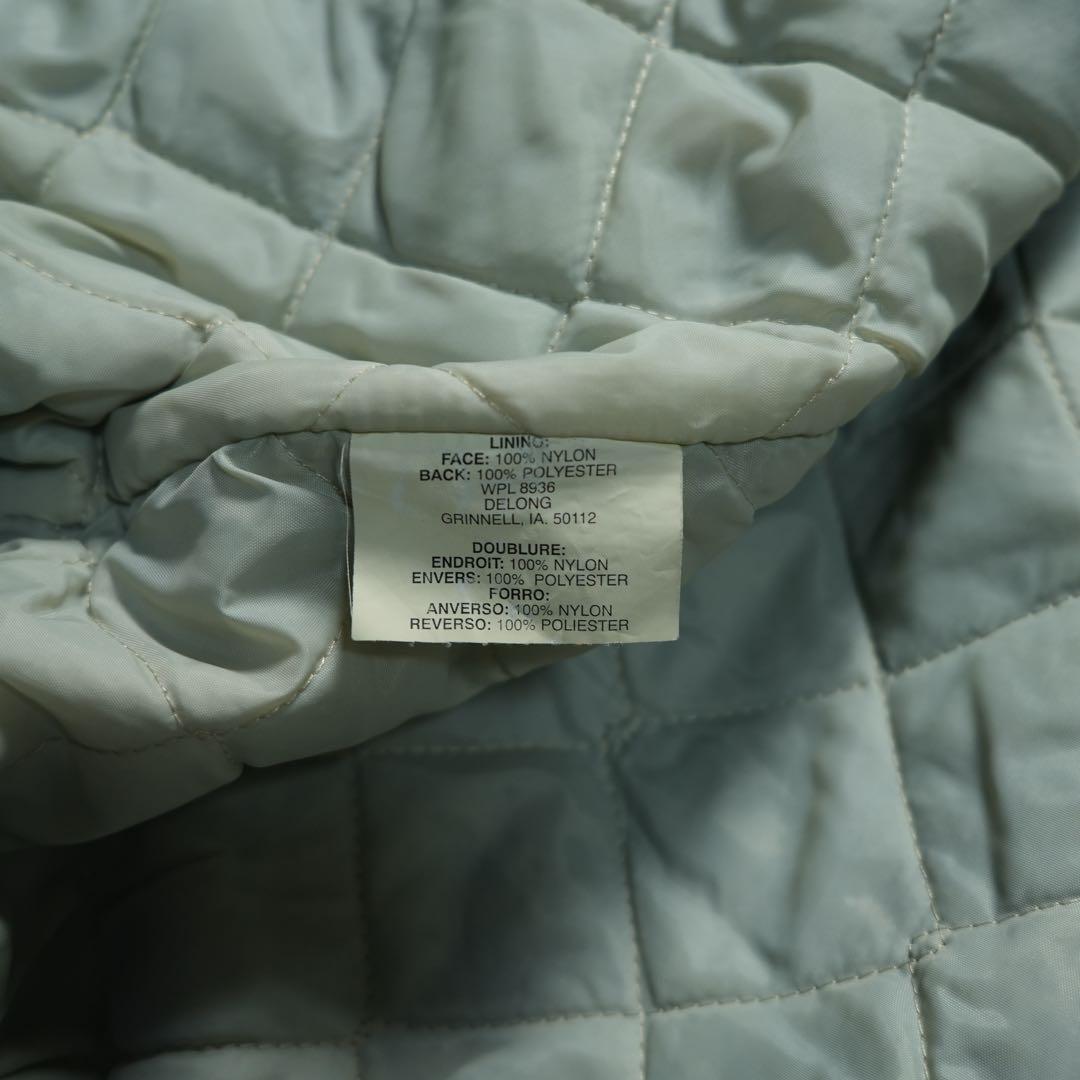 LINING:
FACE: 100% NYLON
BACK: 100% POLYESTER
WPL 8936
DELONG
GRINNELL, IA. 50112
DOUBLURE:
ENDROIT: 100% NYLON
ENVERS: 100% POLYESTER
FORRO:
ANVERSO: 100% NYLON
REVERSO: 100% POLIESTER